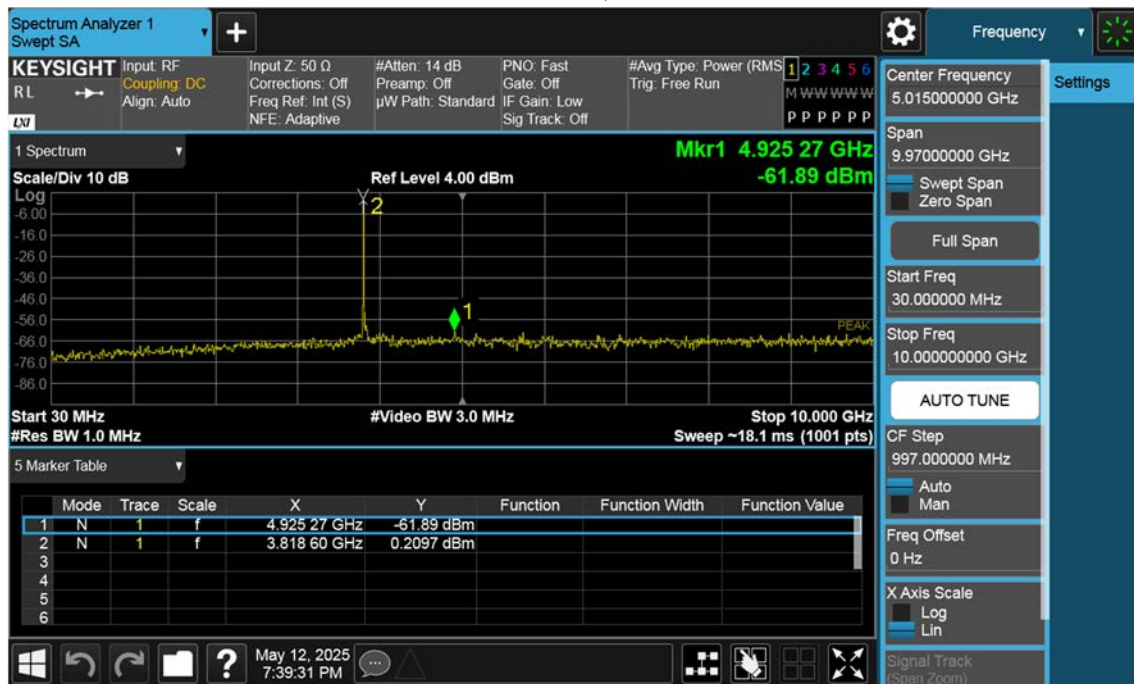 Spectrum Analyzer 1
Swept SA
Frequency
KEYSIGHT
RL
LXI
Input: RF
Coupling: DC
Align: Auto
Input Z: 50 Ω
Corrections: Off
Freq Ref: Int (S)
NFE: Adaptive
#Atten: 14 dB
Preamp: Off
µW Path: Standard
PNO: Fast
Gate: Off
IF Gain: Low
Sig Track: Off
#Avg Type: Power (RMS
Trig: Free Run
1 2 3 4 5 6
M W W W W W
P P P P P P
1 Spectrum
Mkr1 4.925 27 GHz
-61.89 dBm
Scale/Div 10 dB
Ref Level 4.00 dBm
Log
-6.00
-16.0
-26.0
-36.0
-46.0
-56.0
-66.0
-76.0
-86.0
2
1
PEAK
Start 30 MHz
#Video BW 3.0 MHz
Stop 10.000 GHz
#Res BW 1.0 MHz
Sweep ~18.1 ms (1001 pts)
5 Marker Table
Mode Trace Scale X Y Function Function Width Function Value
1 N 1 f 4.925 27 GHz -61.89 dBm
2 N 1 f 3.818 60 GHz 0.2097 dBm
3
4
5
6
?
May 12, 2025
7:39:31 PM
Settings
Center Frequency
5.015000000 GHz
Span
9.97000000 GHz
Swept Span
Zero Span
Full Span
Start Freq
30.000000 MHz
Stop Freq
10.000000000 GHz
AUTO TUNE
CF Step
997.000000 MHz
Auto
Man
Freq Offset
0 Hz
X Axis Scale
Log
Lin
Signal Track
(Span Zoom)